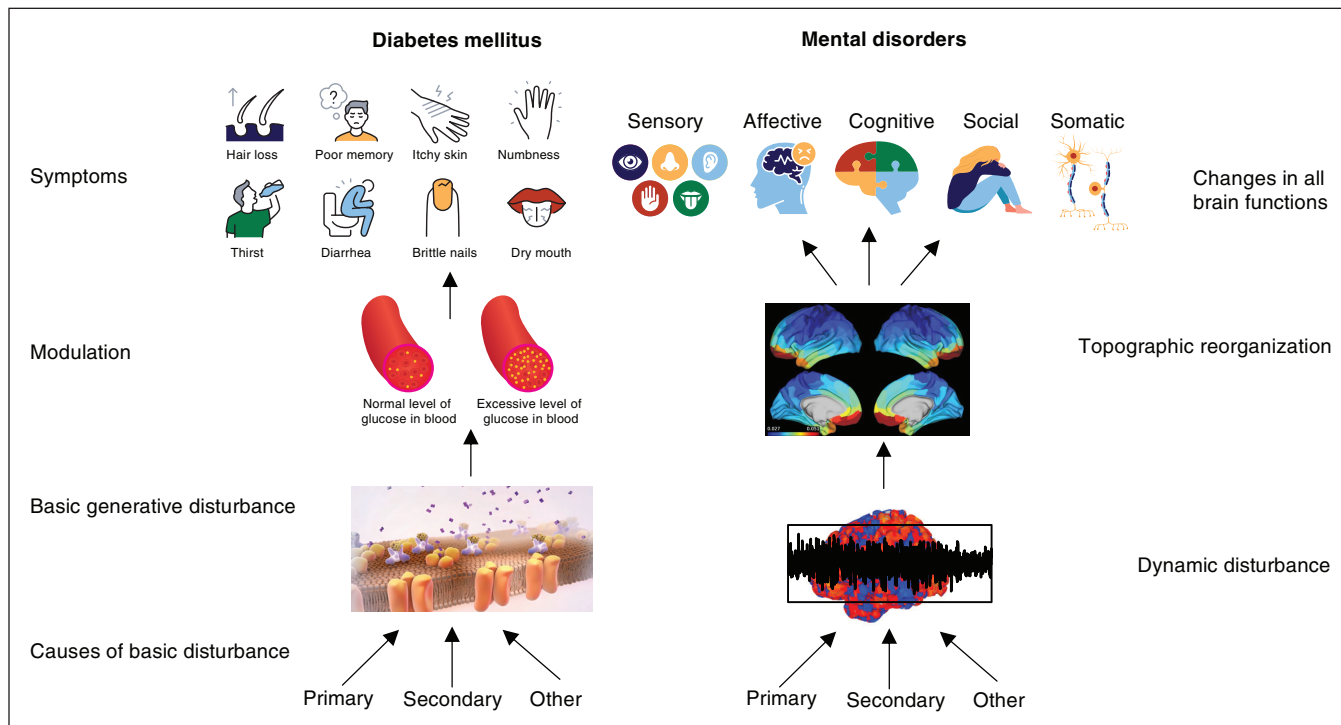 Diabetes mellitus
Mental disorders
Symptoms
?
Hair loss
Poor memory
Itchy skin
Numbness
Thirst
Diarrhea
Brittle nails
Dry mouth
Sensory
Affective
Cognitive
Social
Somatic
Changes in all
brain functions
Modulation
Normal level of
glucose in blood
Excessive level of
glucose in blood
0.027
Topographic reorganization
Basic generative disturbance
Dynamic disturbance
Causes of basic disturbance
Primary
Secondary
Other
Primary
Secondary
Other